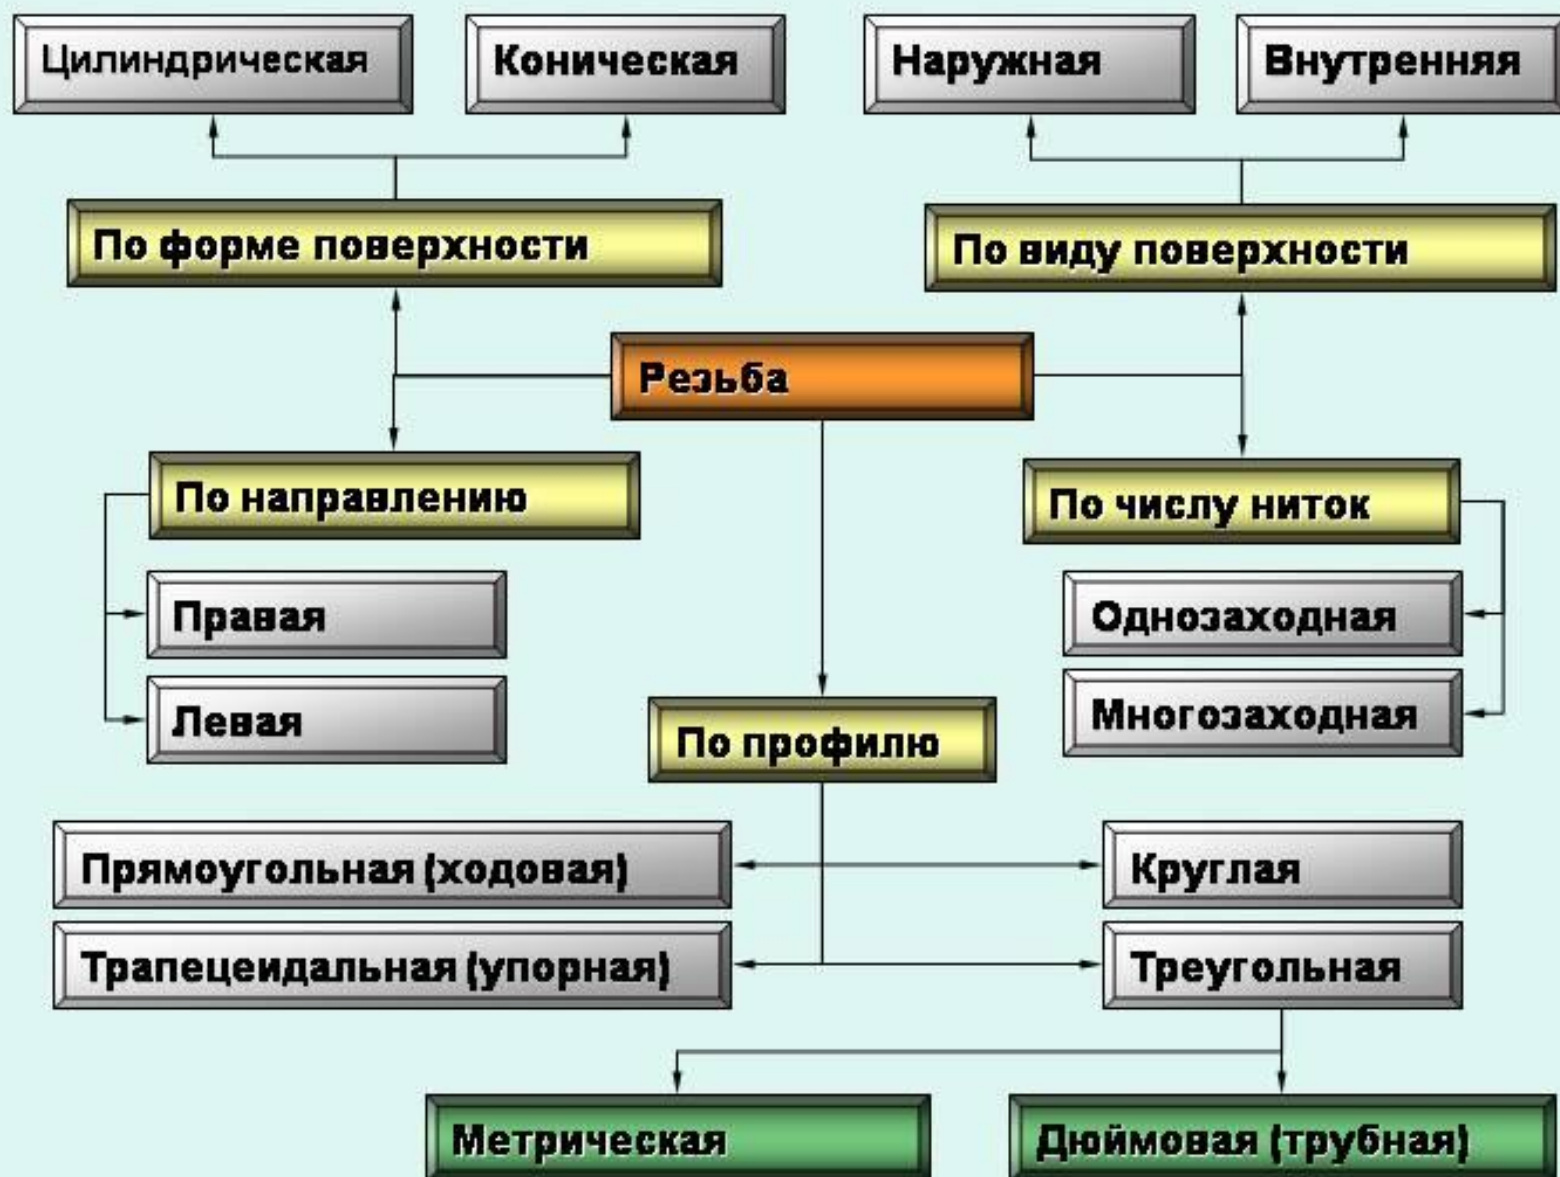 Цилиндрическая
Коническая
Наружная
Внутренняя
По форме поверхности
По виду поверхности
Резьба
По направлению
По числу ниток
Правая
Однозаходная
Левая
Многозаходная
По профилю
Прямоугольная (ходовая)
Круглая
Трапецеидальная (упорная)
Треугольная
Метрическая
Дюймовая (трубная)